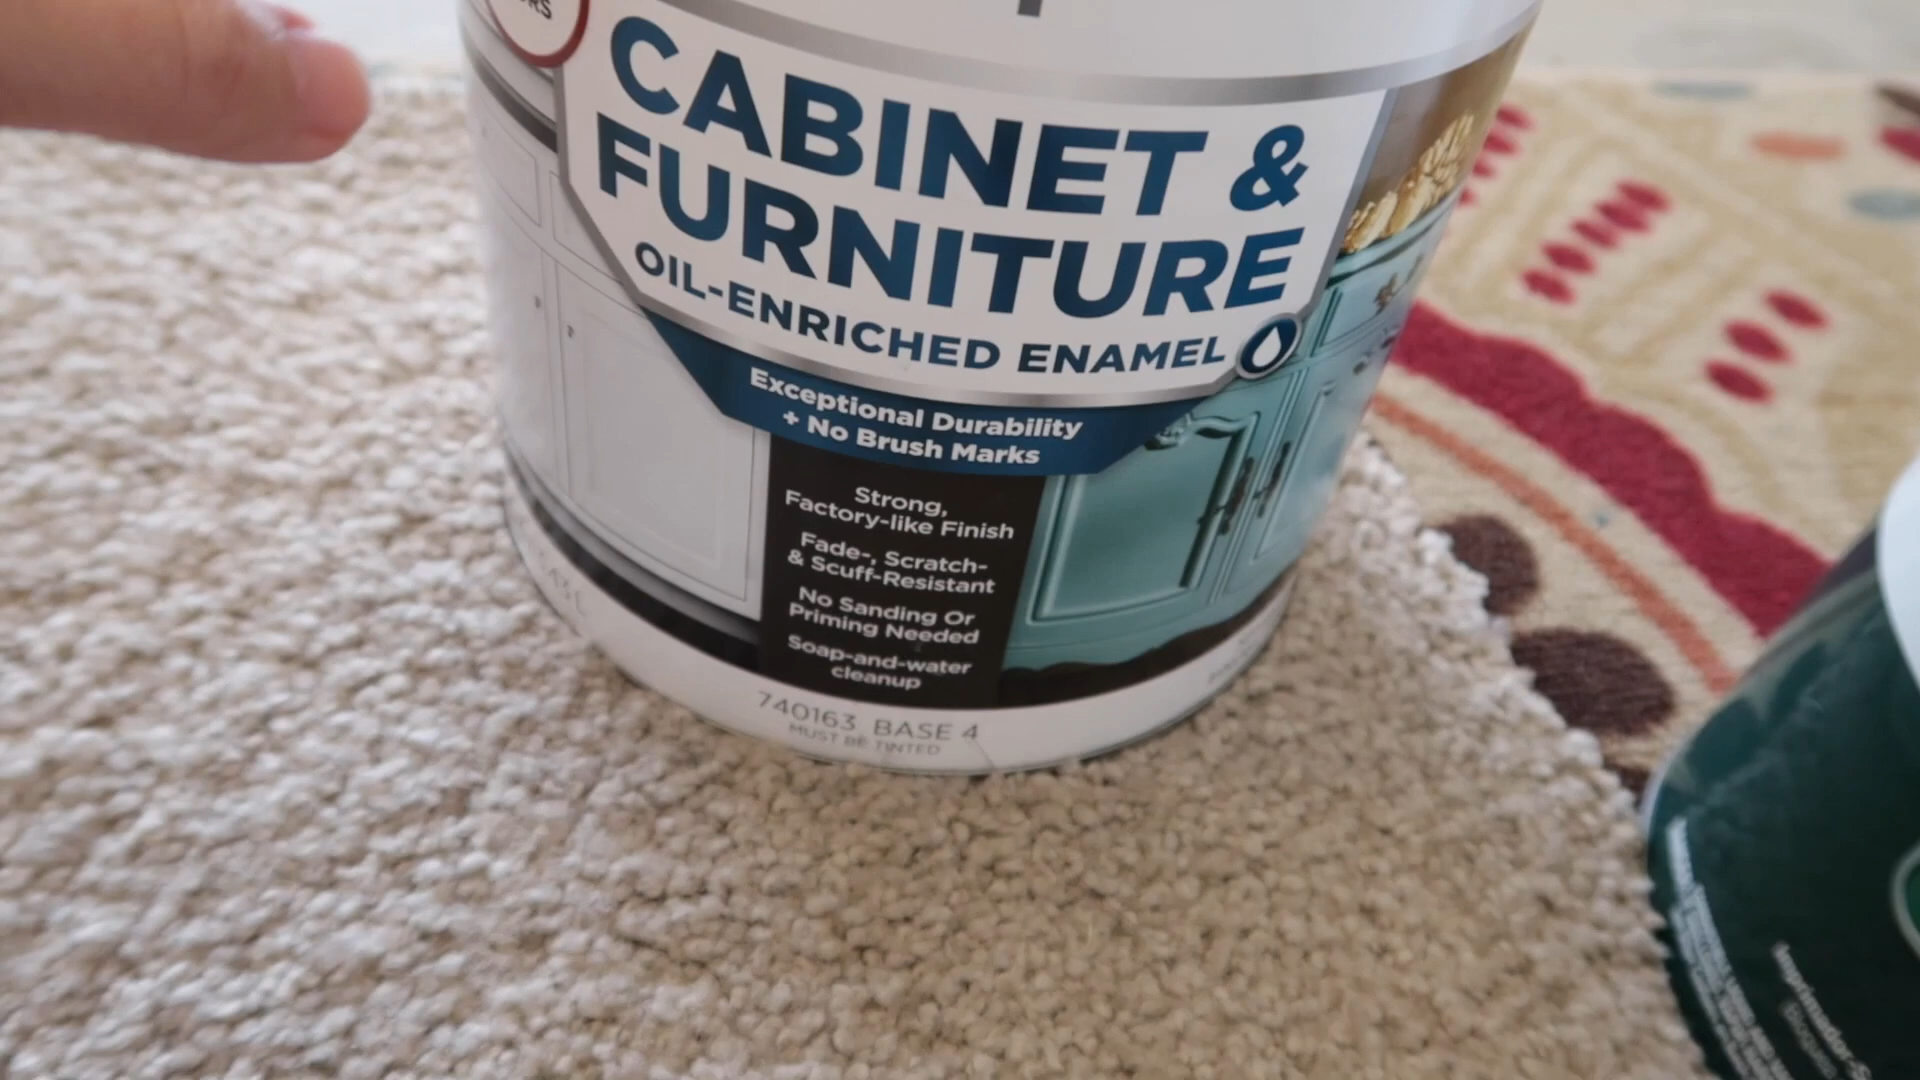 CABINET &
FURNITURE
OIL-ENRICHED ENAMEL
Exceptional Durability
+ No Brush Marks
Strong,
Factory-like Finish
Fade-, Scratch-
& Scuff-Resistant
No Sanding Or
Priming Needed
Soap-and-water
cleanup
740163 BASE 4
MUST BE TINTED